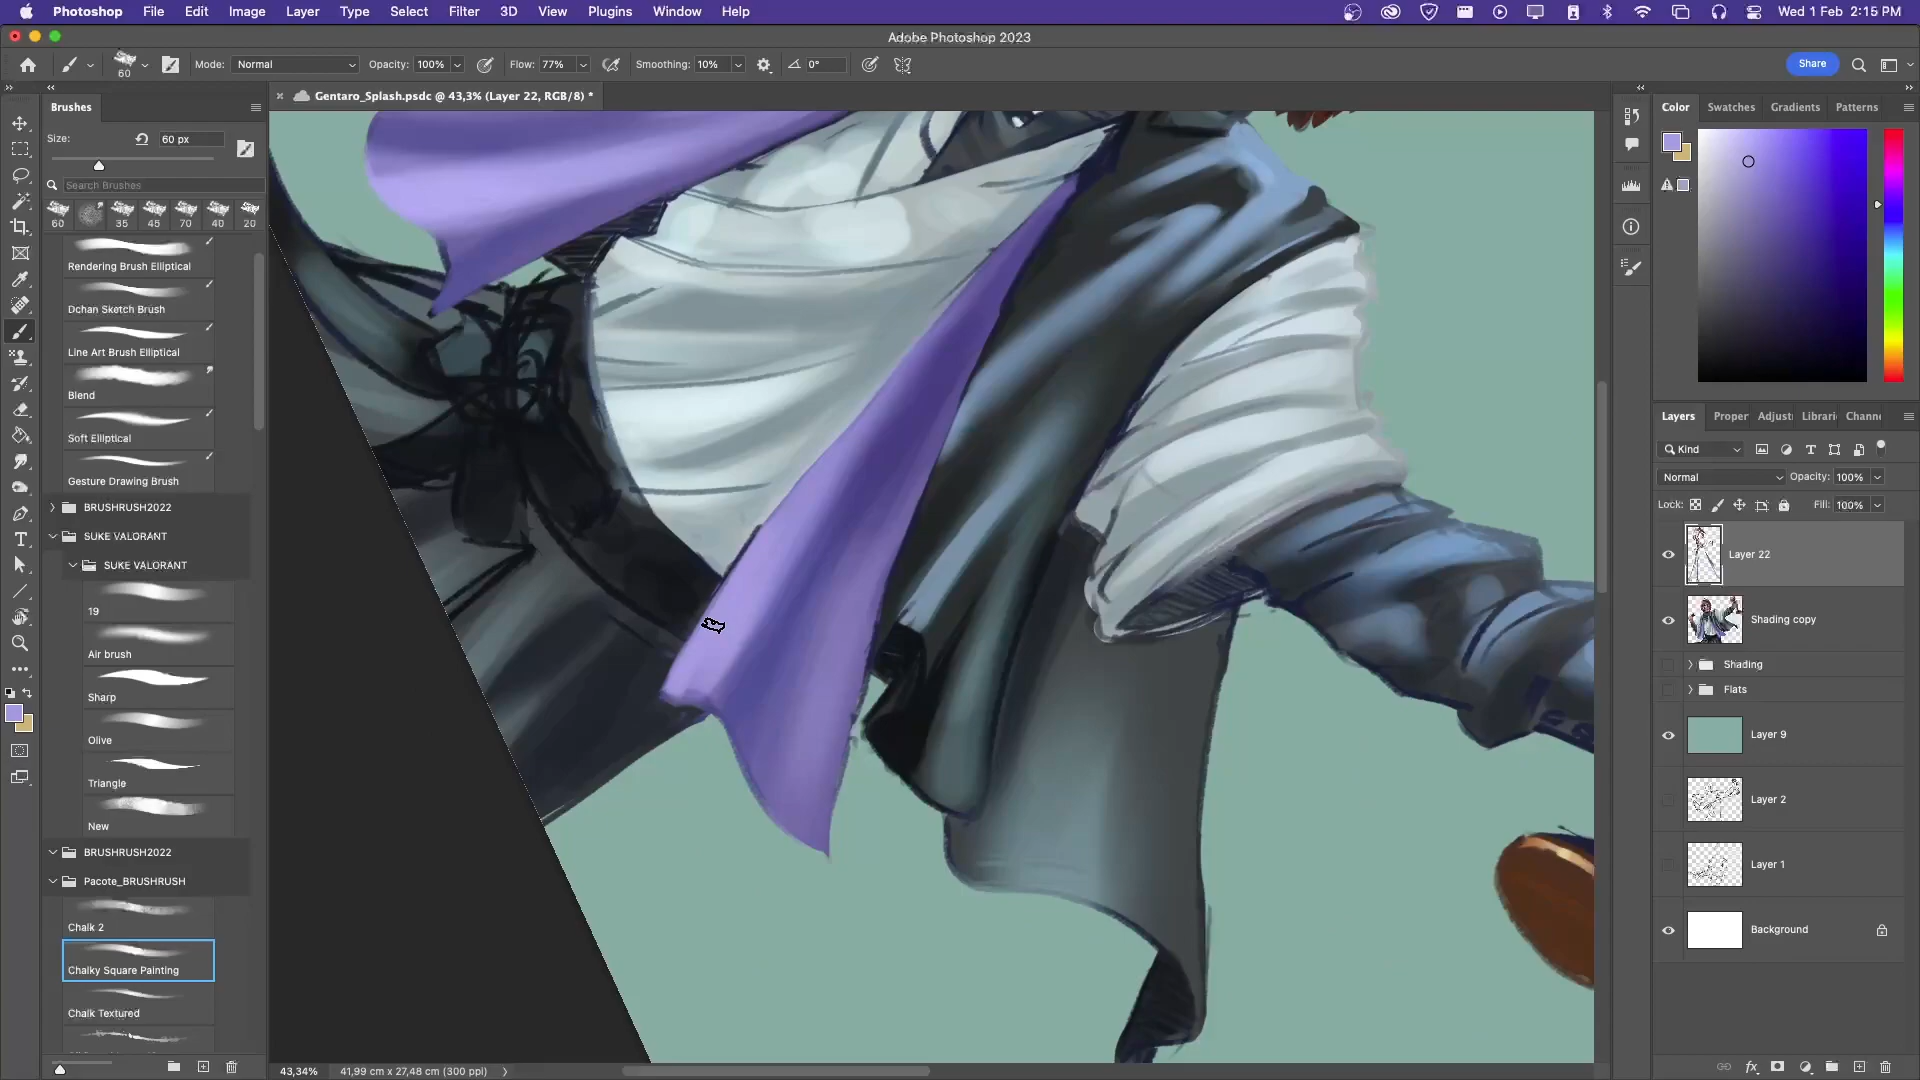 Photoshop File Edit Image Layer Type Select Filter 3D View Plugins Window Help Wed 1 Feb 2:15 PM
Adobe Photoshop 2023
60 Mode: Normal Opacity: 100% Flow: 77% Smoothing: 10% 0° Share
Brushes
Gentaro_Splash.psdc @ 43,3% (Layer 22, RGB/8) *
Size: 60 px
Search Brushes
60 35 45 70 40 20
Rendering Brush Elliptical
Dchan Sketch Brush
Line Art Brush Elliptical
Blend
Soft Elliptical
Gesture Drawing Brush
BRUSHRUSH2022
SUKE VALORANT
SUKE VALORANT
19
Air brush
Sharp
Olive
Triangle
New
BRUSHRUSH2022
Pacote_BRUSHRUSH
Chalk 2
Chalky Square Painting
Chalk Textured
43,34% 41,99 cm x 27,48 cm (300 ppi)
Color Swatches Gradients Patterns
Layers Proper Adjust Librari Channe
Kind
Normal Opacity: 100%
Lock: Fill: 100%
Layer 22
Shading copy
Shading
Flats
Layer 9
Layer 2
Layer 1
Background
fx